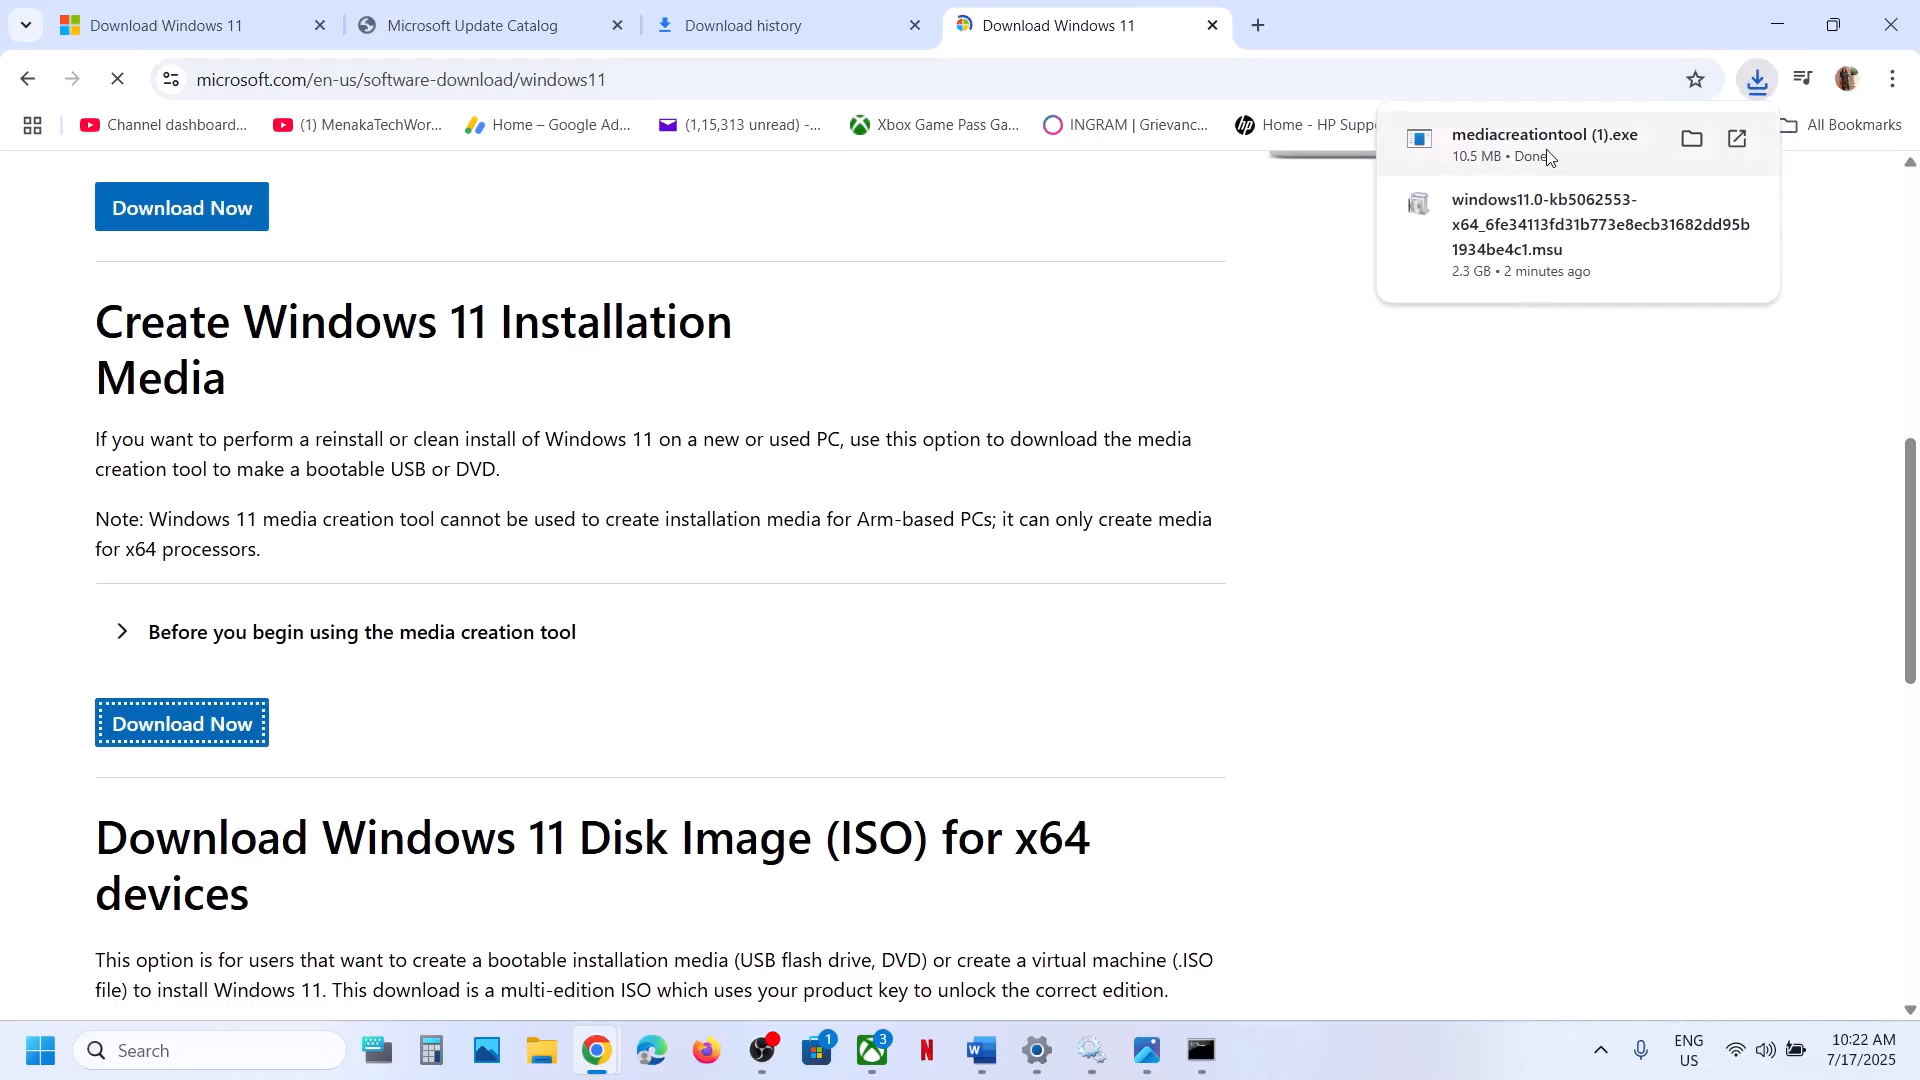 Download Windows 11
Microsoft Update Catalog
Download history
Download Windows 11
microsoft.com/en-us/software-download/windows11
Channel dashboard...
(1) MenakaTechWor...
Home – Google Ad...
(1,15,313 unread) -...
Xbox Game Pass Ga...
INGRAM | Grievanc...
Home - HP Supp
All Bookmarks
mediacreationtool (1).exe
10.5 MB • Done
windows11.0-kb5062553-
x64_6fe34113fd31b773e8ecb31682dd95b
1934be4c1.msu
2.3 GB • 2 minutes ago
Download Now
Create Windows 11 Installation
Media
If you want to perform a reinstall or clean install of Windows 11 on a new or used PC, use this option to download the media
creation tool to make a bootable USB or DVD.
Note: Windows 11 media creation tool cannot be used to create installation media for Arm-based PCs; it can only create media
for x64 processors.
Before you begin using the media creation tool
Download Now
Download Windows 11 Disk Image (ISO) for x64
devices
This option is for users that want to create a bootable installation media (USB flash drive, DVD) or create a virtual machine (.ISO
file) to install Windows 11. This download is a multi-edition ISO which uses your product key to unlock the correct edition.
Search
1
3
ENG
US
10:22 AM
7/17/2025